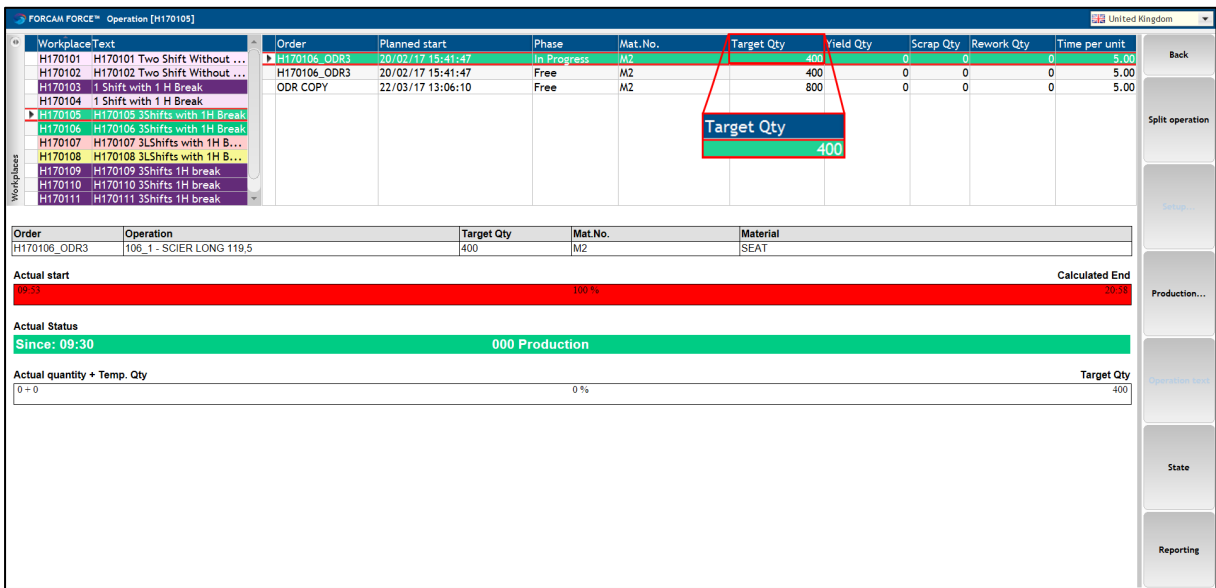 FORCAM FORCE™ Operation [H170105] United Kingdom
Workplace Text
H170101 H170101 Two Shift Without ...
H170102 H170102 Two Shift Without ...
H170103 1 Shift with 1 H Break
H170104 1 Shift with 1 H Break
H170105 H170105 3Shifts with 1H Break
H170106 H170106 3Shifts with 1H Break
H170107 H170107 3LShifts with 1H B...
H170108 H170108 3LShifts with 1H B...
H170109 H170109 3Shifts 1H break
H170110 H170110 3Shifts 1H break
H170111 H170111 3Shifts 1H break
Workplaces
Order Planned start Phase Mat.No. Target Qty Yield Qty Scrap Qty Rework Qty Time per unit
H170106_ODR3 20/02/17 15:41:47 In Progress M2 400 0 0 0 5.00
H170106_ODR3 20/02/17 15:41:47 Free M2 400 0 0 0 5.00
ODR COPY 22/03/17 13:06:10 Free M2 800 0 0 0 5.00
Target Qty
400
Order Operation Target Qty Mat.No. Material
H170106_ODR3 106_1 - SCIER LONG 119,5 400 M2 SEAT
Actual start Calculated End
09:53 100 % 20:58
Actual Status
Since: 09:30 000 Production
Actual quantity + Temp. Qty Target Qty
0 + 0 0 % 400
Back
Split operation
Setup...
Production...
State
Reporting